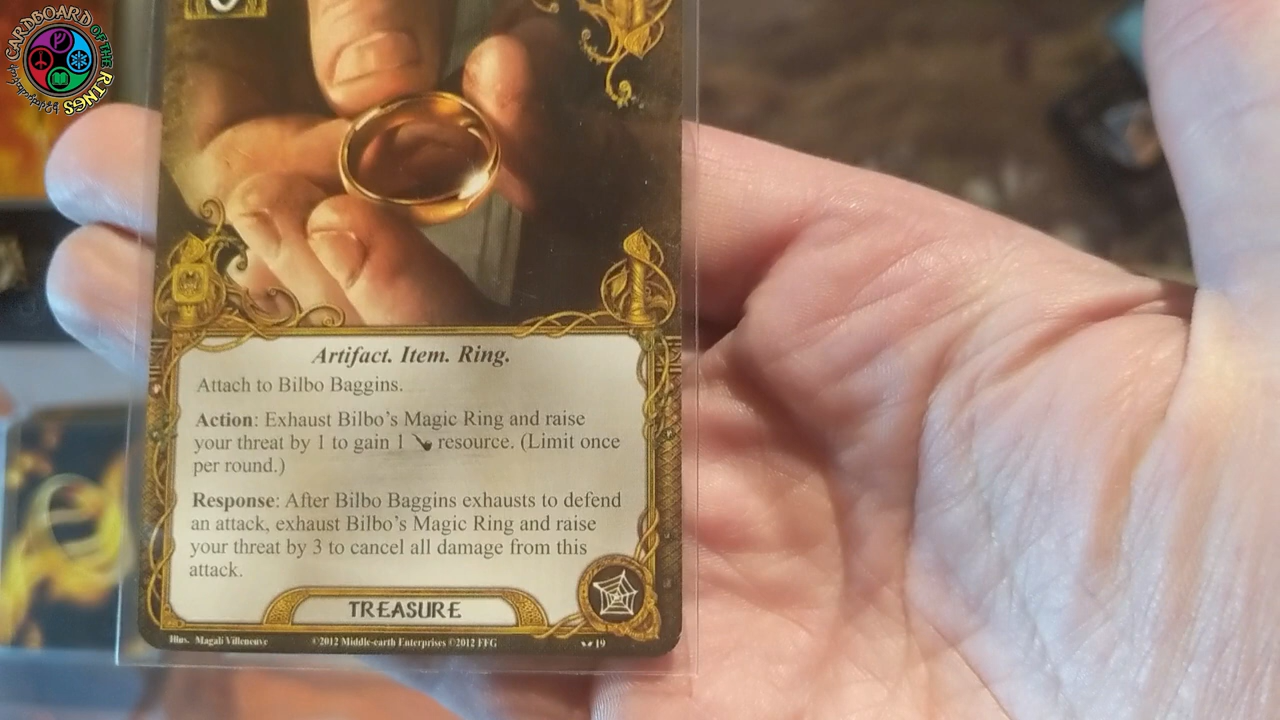 CARDBOARD OF THE RINGS
Artifact. Item. Ring.
Attach to Bilbo Baggins.
Action: Exhaust Bilbo's Magic Ring and raise
your threat by 1 to gain 1 resource. (Limit once
per round.)
Response: After Bilbo Baggins exhausts to defend
an attack, exhaust Bilbo's Magic Ring and raise
your threat by 3 to cancel all damage from this
attack.
TREASURE
Illus. Magali Villeneuve ©2012 Middle-earth Enterprises ©2012 FFG 19